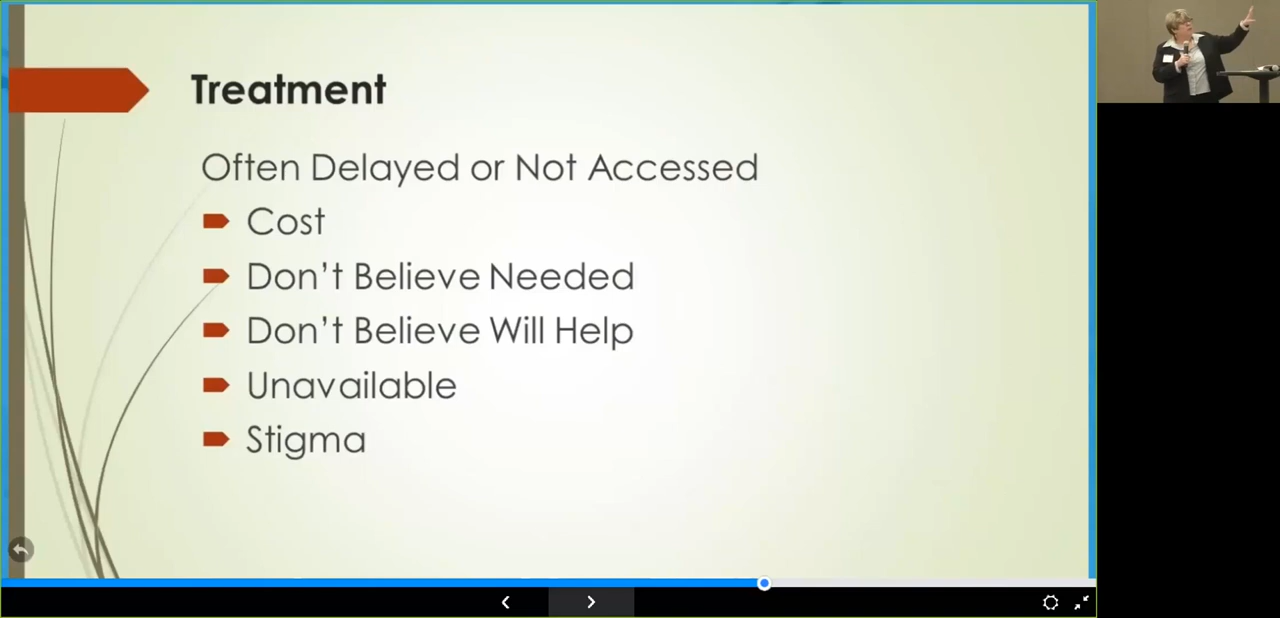 Treatment
Often Delayed or Not Accessed
Cost
Don't Believe Needed
Don't Believe Will Help
Unavailable
Stigma